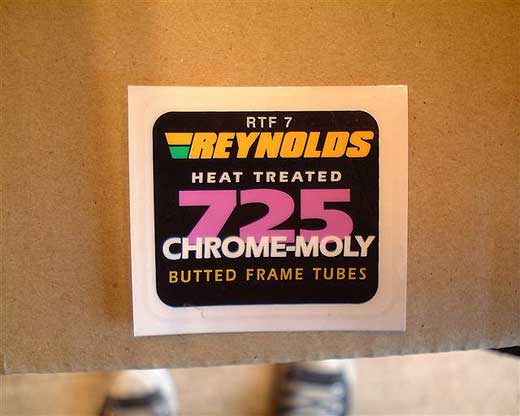 RTF 7
REYNOLDS
HEAT TREATED
725
CHROME-MOLY
BUTTED FRAME TUBES